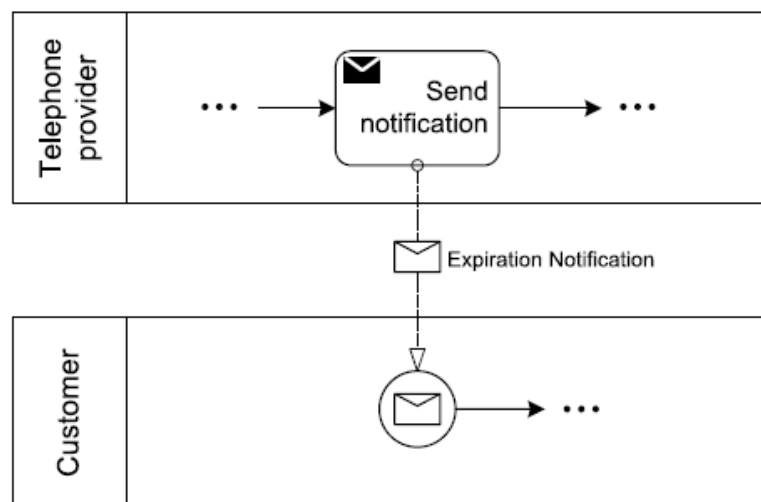 Telephone
provider
Send
notification
Expiration Notification
Customer